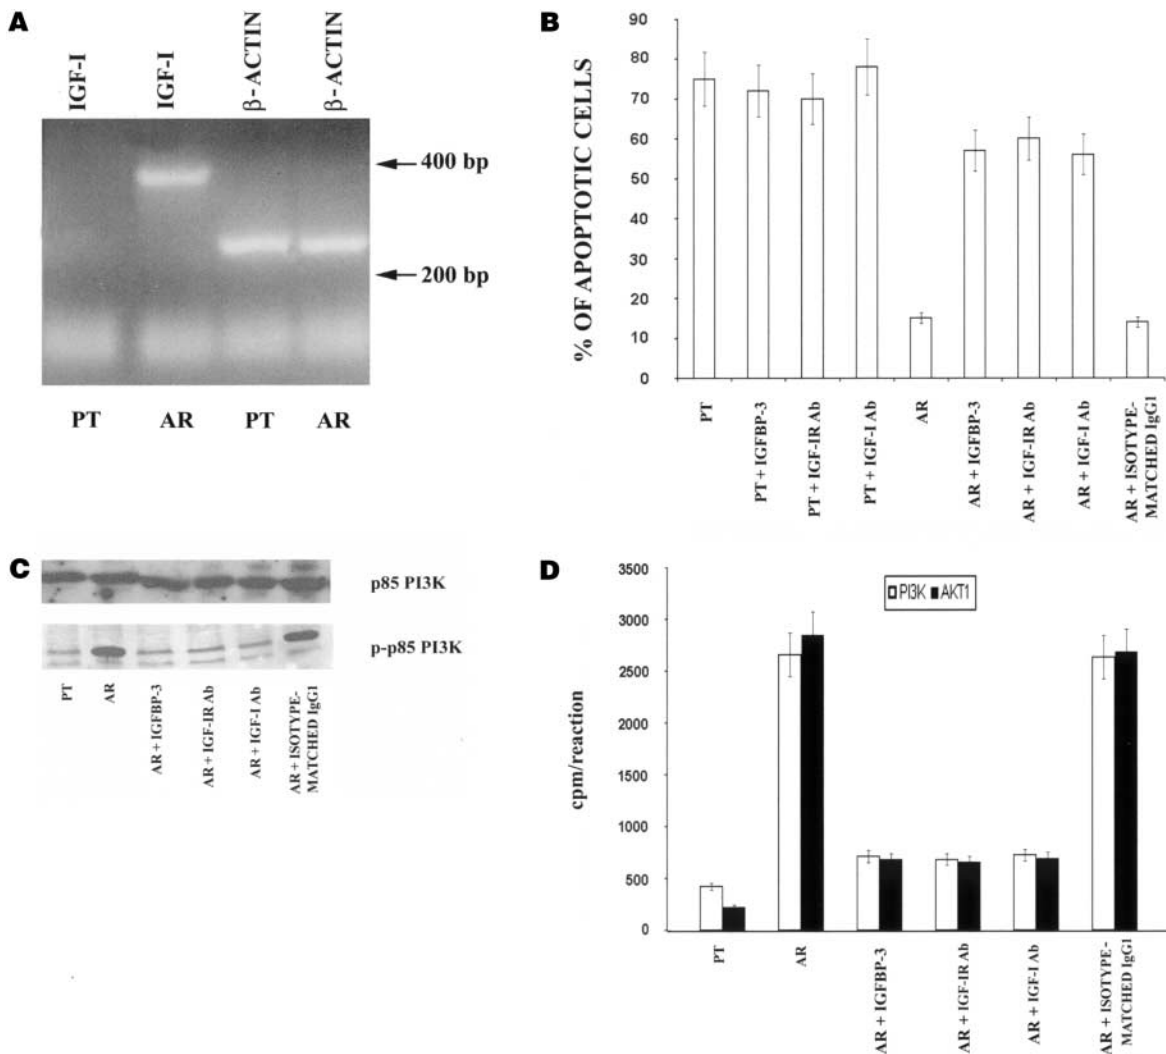 A
IGF-I
IGF-I
β-ACTIN
β-ACTIN
400 bp
200 bp
PT
AR
PT
AR
B
% OF APOPTOTIC CELLS
90
80
70
60
50
40
30
20
10
0
PT
PT + IGFBP-3
PT + IGF-IR Ab
PT + IGF-I Ab
AR
AR + IGFBP-3
AR + IGF-IR Ab
AR + IGF-I Ab
AR + ISOTYPE-
MATCHED IgG1
C
p85 PI3K
p-p85 PI3K
PT
AR
AR + IGFBP-3
AR + IGF-IR Ab
AR + IGF-I Ab
AR + ISOTYPE-
MATCHED IgG1
D
cpm/reaction
3500
3000
2500
2000
1500
1000
500
0
PI3K
AKT1
PT
AR
AR + IGFBP-3
AR + IGF-IR Ab
AR + IGF-I Ab
AR + ISOTYPE-
MATCHED IgG1